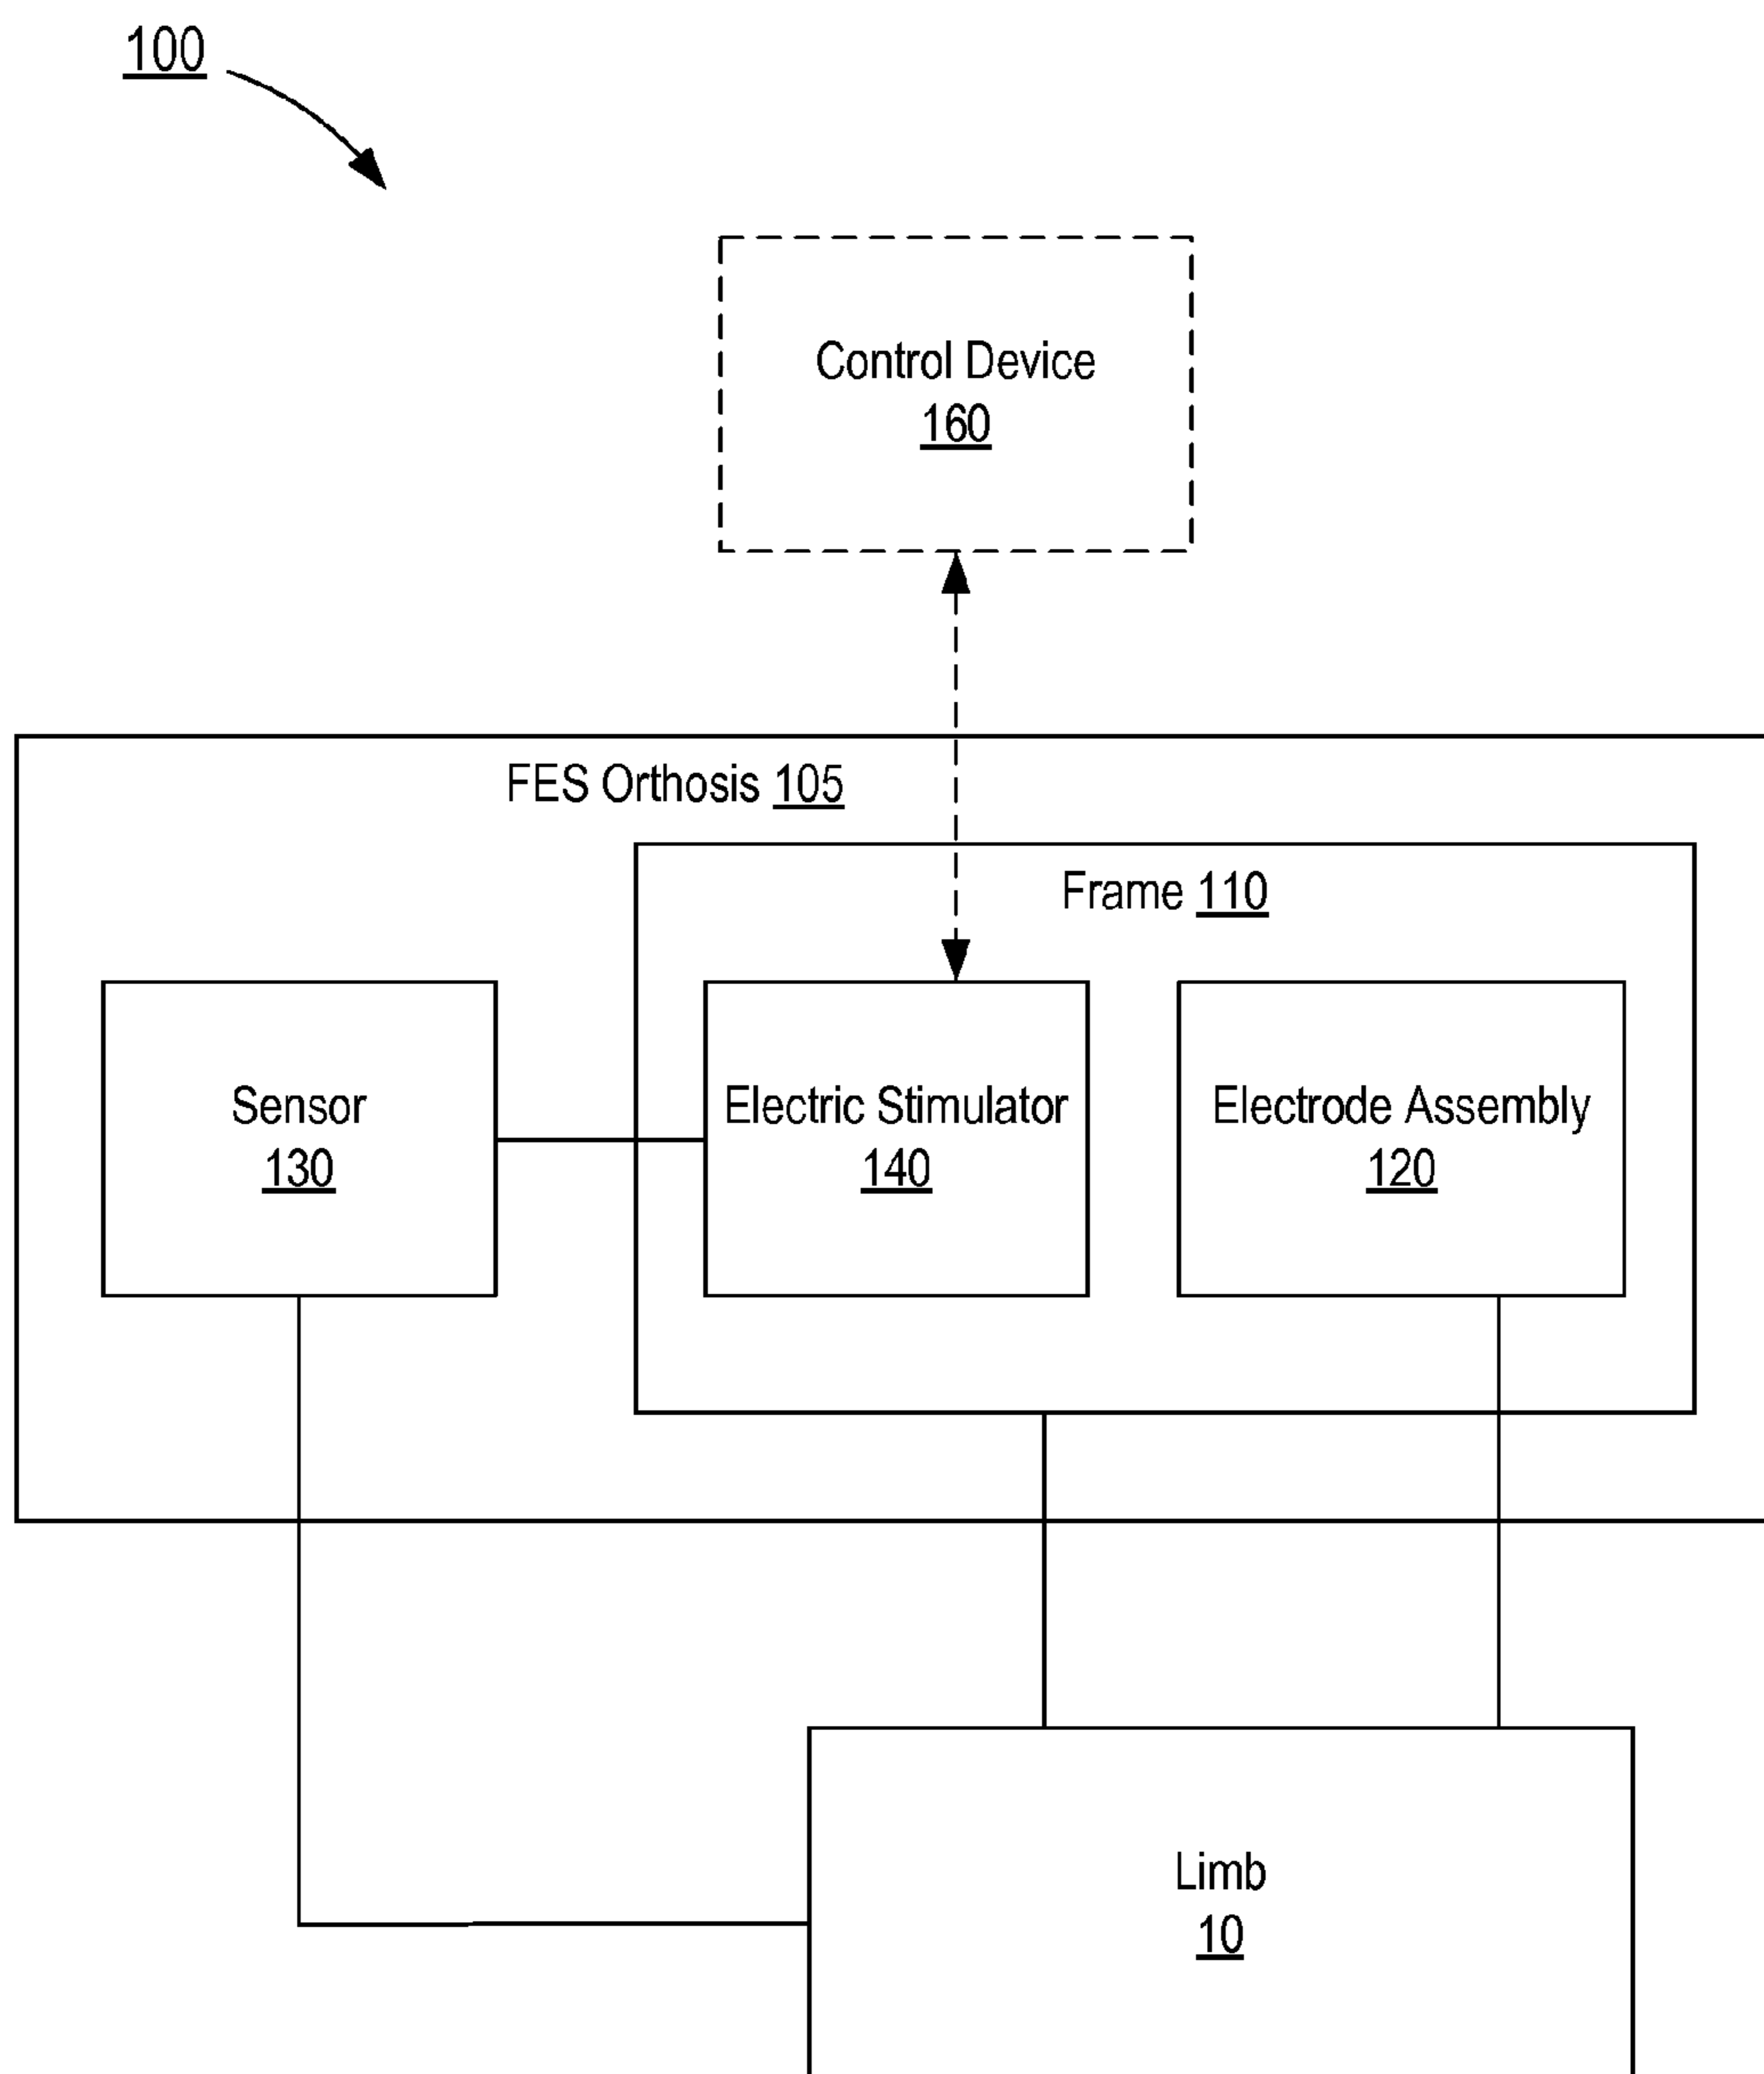 100
Control Device
160
FES Orthosis 105
Frame 110
Sensor
130
Electric Stimulator
140
Electrode Assembly
120
Limb
10